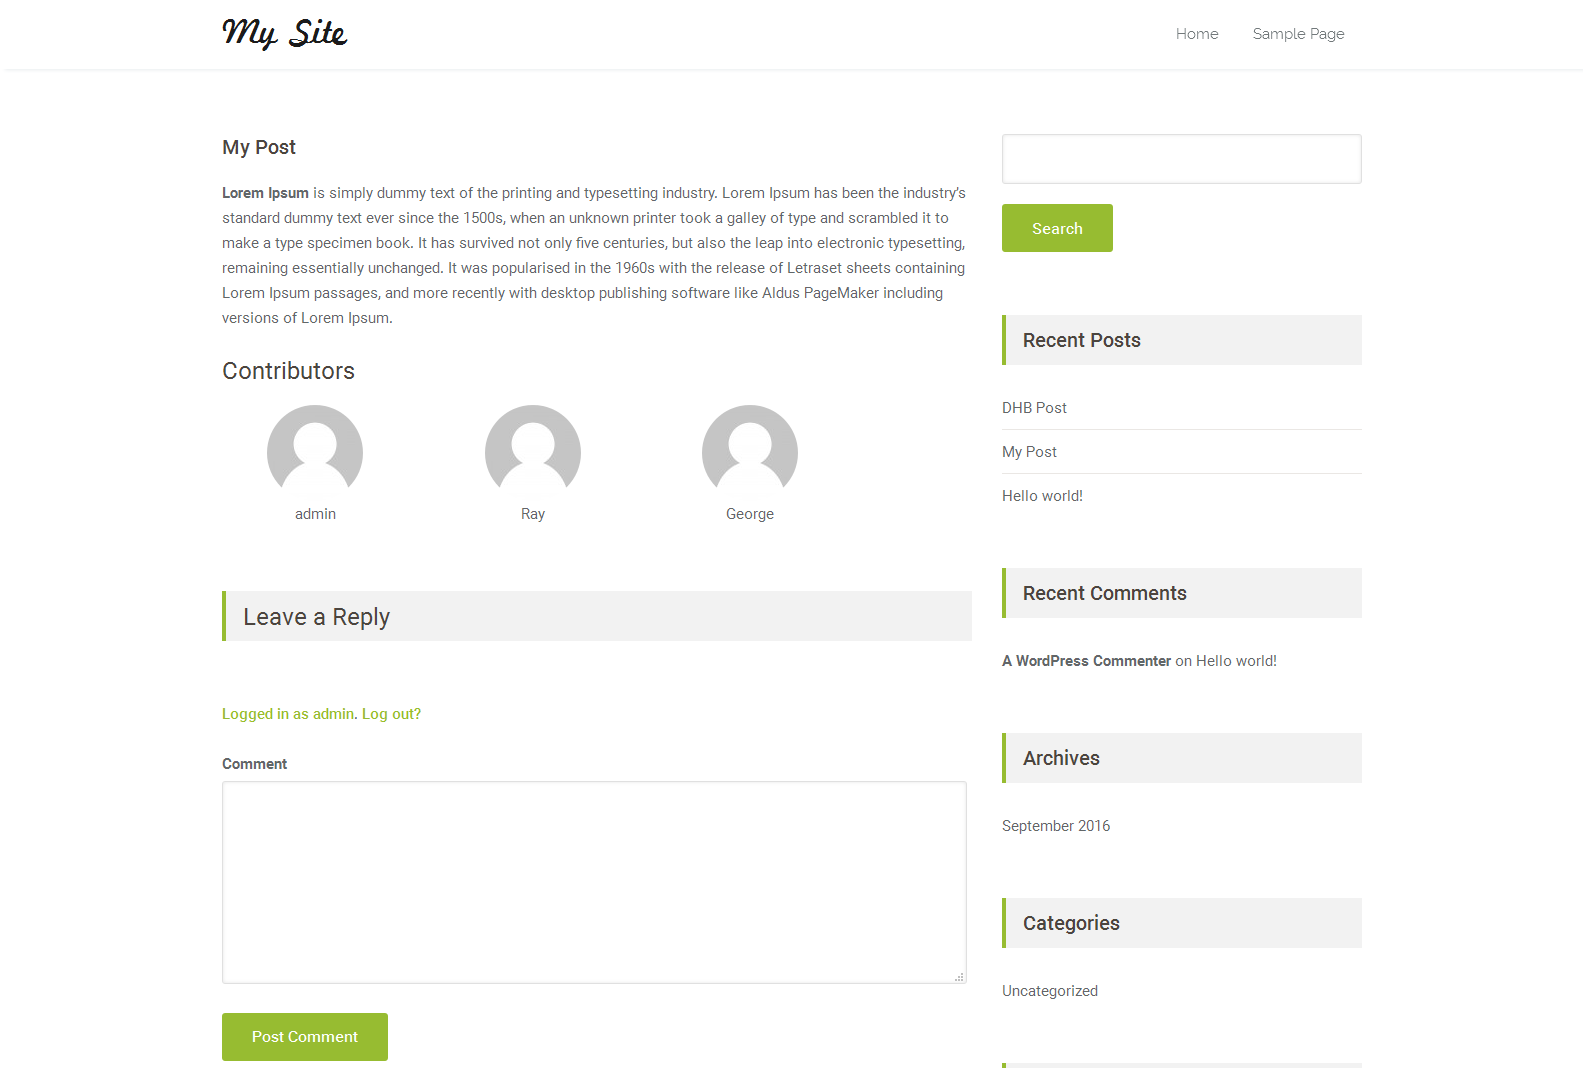 My Site
Home
Sample Page
My Post
Lorem Ipsum is simply dummy text of the printing and typesetting industry. Lorem Ipsum has been the industry’s
standard dummy text ever since the 1500s, when an unknown printer took a galley of type and scrambled it to
make a type specimen book. It has survived not only five centuries, but also the leap into electronic typesetting,
remaining essentially unchanged. It was popularised in the 1960s with the release of Letraset sheets containing
Lorem Ipsum passages, and more recently with desktop publishing software like Aldus PageMaker including
versions of Lorem Ipsum.
Contributors
admin
Ray
George
Leave a Reply
Logged in as admin. Log out?
Comment
Post Comment
Search
Recent Posts
DHB Post
My Post
Hello world!
Recent Comments
A WordPress Commenter on Hello world!
Archives
September 2016
Categories
Uncategorized